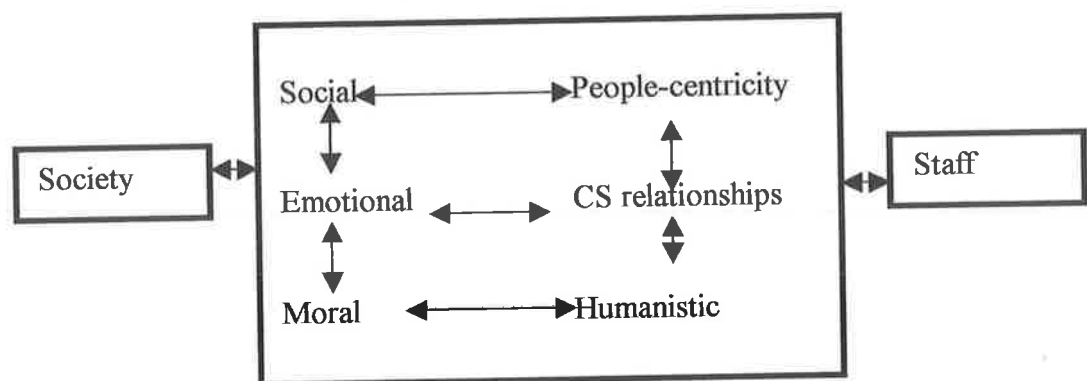 Social People-centricity
Society
Staff
Emotional CS relationships
Moral Humanistic